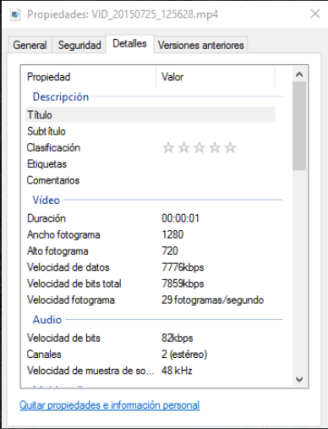 Propiedades: VID_20150725_125628.mp4
General Seguridad Detalles Versiones anteriores
Propiedad Valor
Descripción
Título
Subtítulo
Clasificación
Etiquetas
Comentarios
Vídeo
Duración 00:00:01
Ancho fotograma 1280
Alto fotograma 720
Velocidad de datos 7776kbps
Velocidad de bits total 7859kbps
Velocidad fotograma 29 fotogramas/segundo
Audio
Velocidad de bits 82kbps
Canales 2 (estéreo)
Velocidad de muestra de so... 48 kHz
Quitar propiedades e información personal